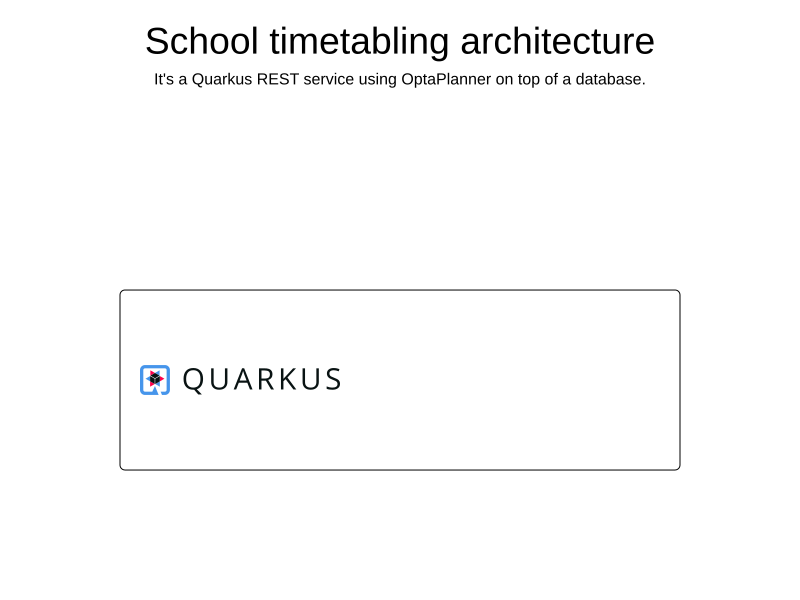 School timetabling architecture
It's a Quarkus REST service using OptaPlanner on top of a database.
QUARKUS